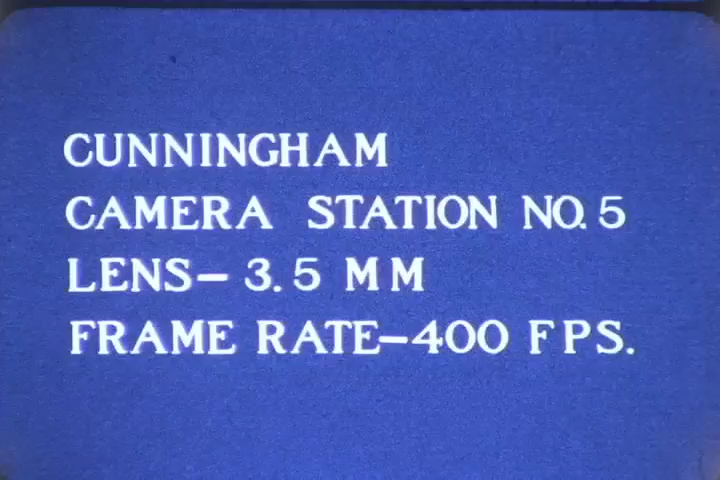 CUNNINGHAM
CAMERA STATION NO. 5
LENS– 3.5 MM
FRAME RATE–400 FPS.